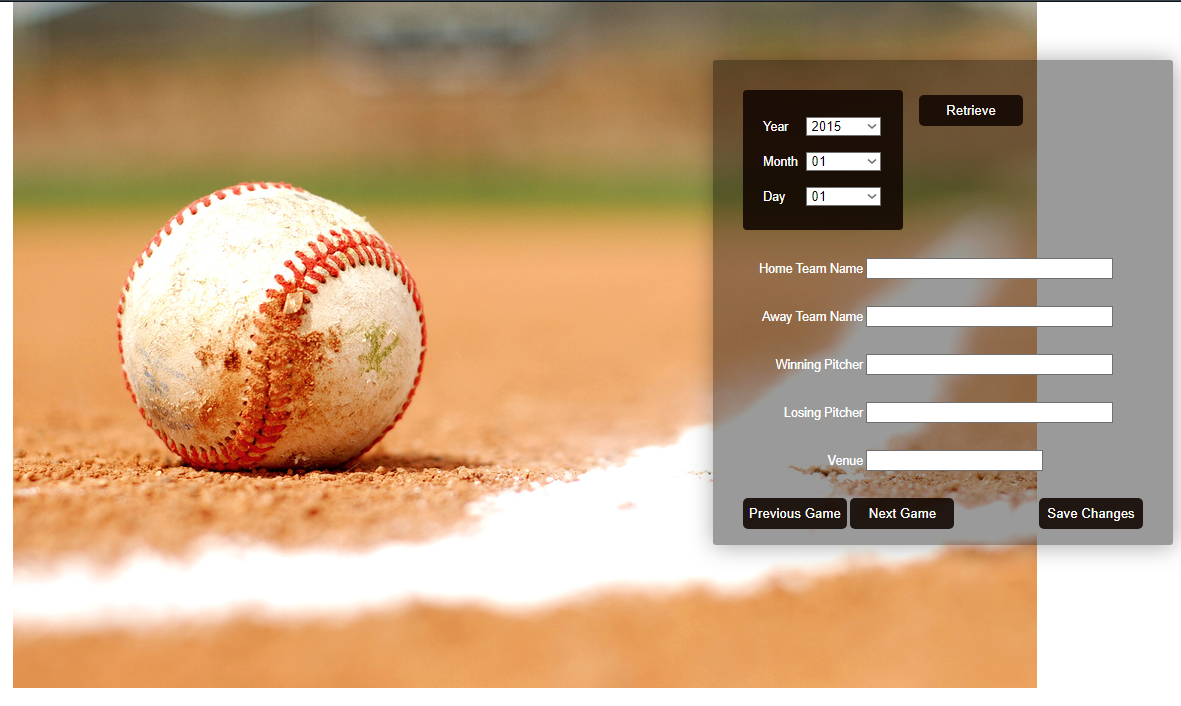 Retrieve
Year 2015
Month 01
Day 01
Home Team Name
Away Team Name
Winning Pitcher
Losing Pitcher
Venue
Previous Game Next Game Save Changes